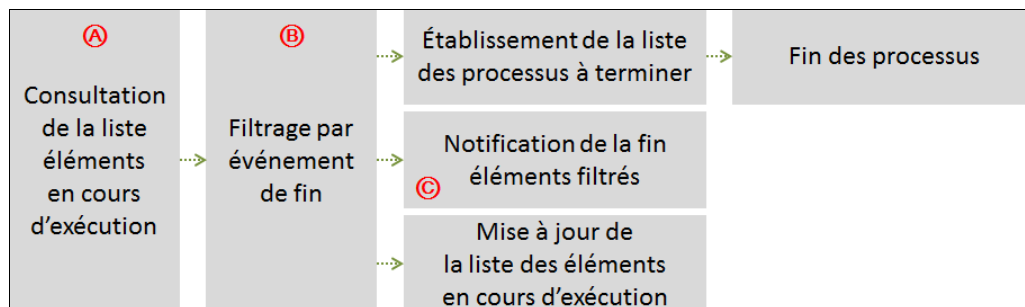 Ⓐ
Consultation
de la liste
éléments
en cours
d’exécution
Ⓑ
Filtrage par
événement
de fin
Établissement de la liste
des processus à terminer
Fin des processus
Notification de la fin
éléments filtrés
Ⓒ
Mise à jour de
la liste des éléments
en cours d’exécution